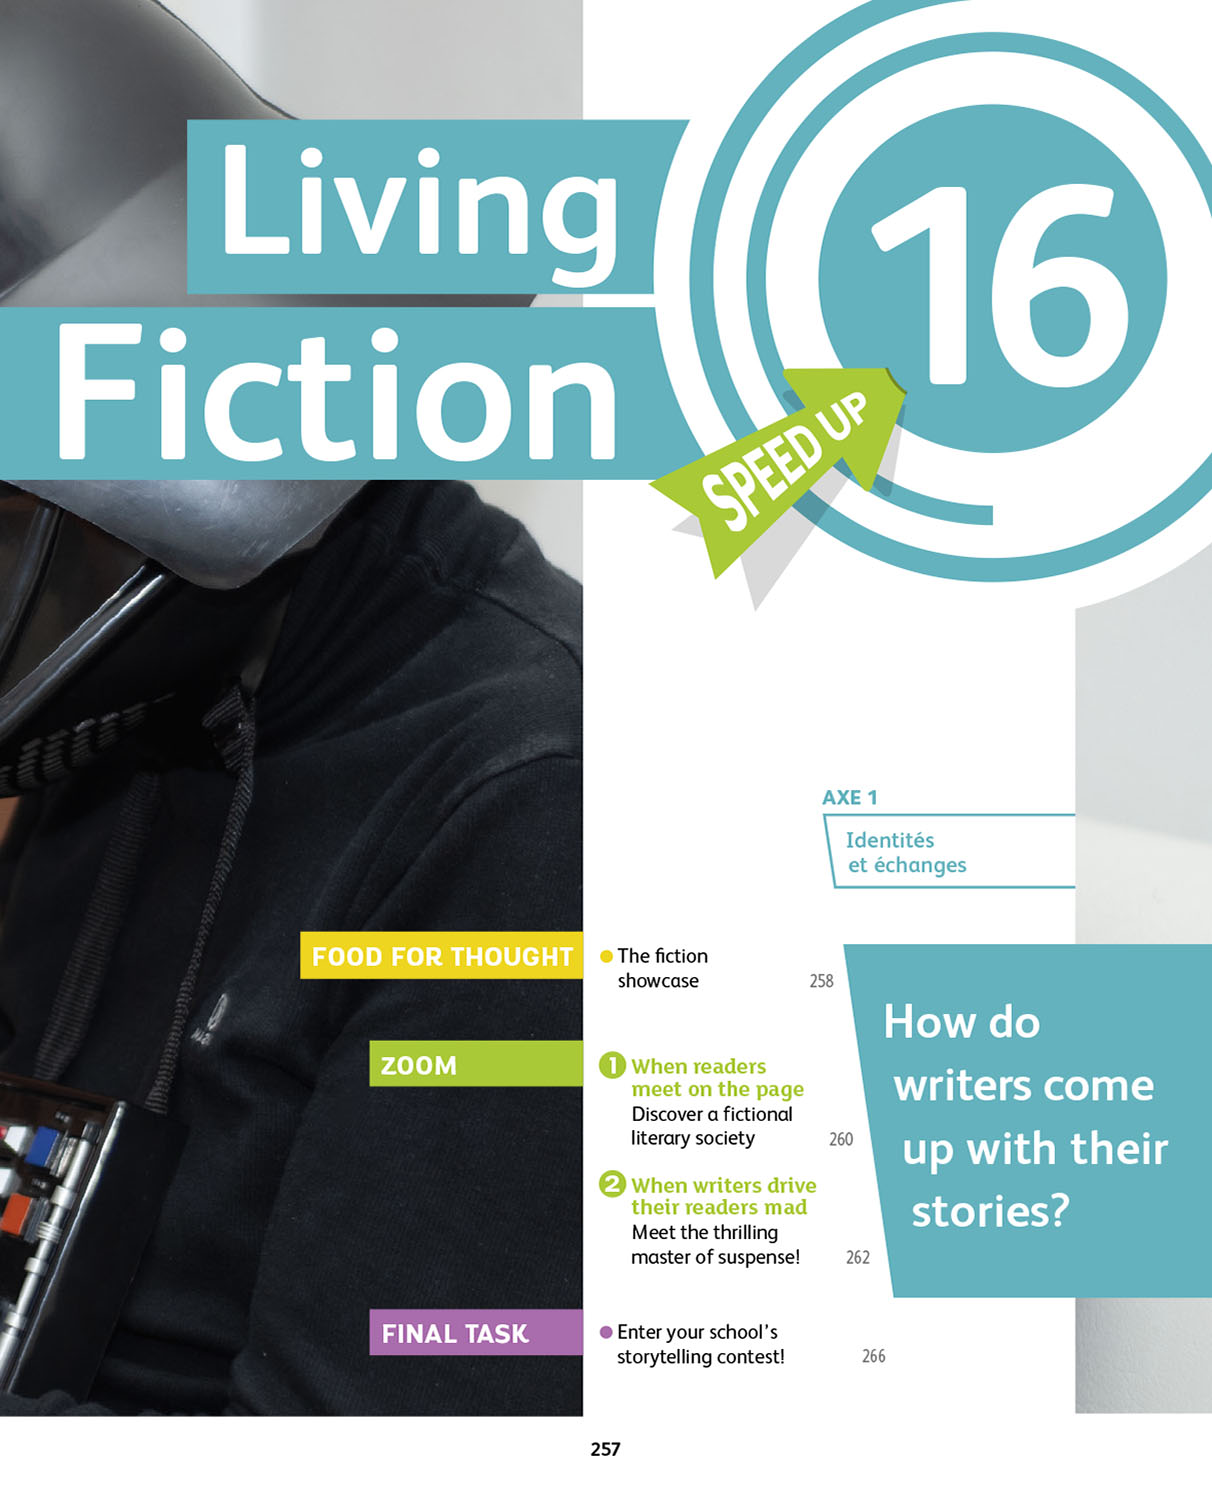 Living
Fiction
16
SPEED UP
AXE 1
Identités
et échanges
FOOD FOR THOUGHT
The fiction
showcase 258
ZOOM
1 When readers
meet on the page
Discover a fictional
literary society 260
2 When writers drive
their readers mad
Meet the thrilling
master of suspense! 262
FINAL TASK
Enter your school's
storytelling contest! 266
How do
writers come
up with their
stories?
257